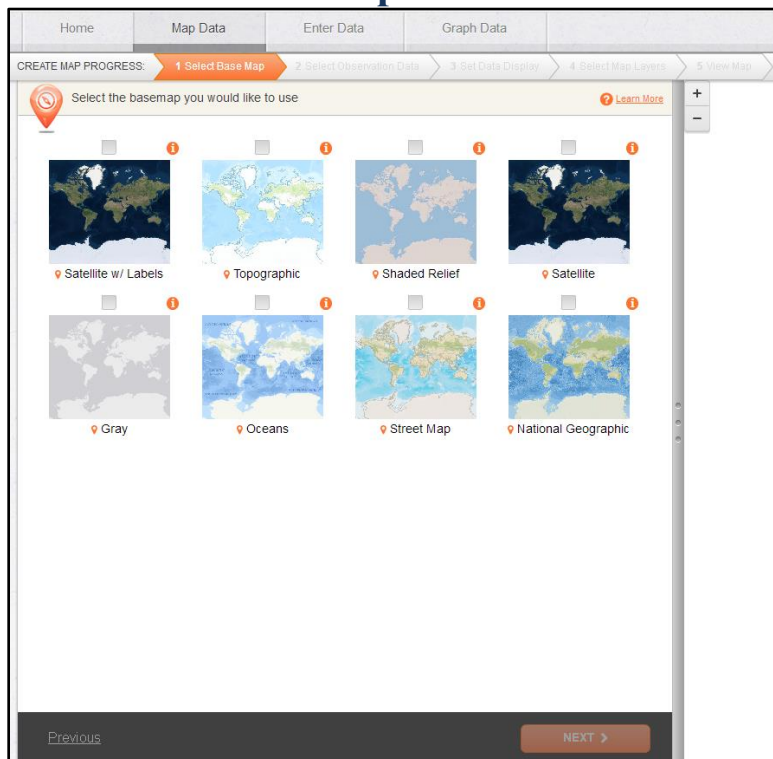 Home Map Data Enter Data Graph Data
CREATE MAP PROGRESS: 1 Select Base Map 2 Select Observation Data 3 Set Data Display 4 Select Map Layers 5 View Map
Select the basemap you would like to use ? Learn More
+
−
Satellite w/ Labels Topographic Shaded Relief Satellite
Gray Oceans Street Map National Geographic
Previous NEXT